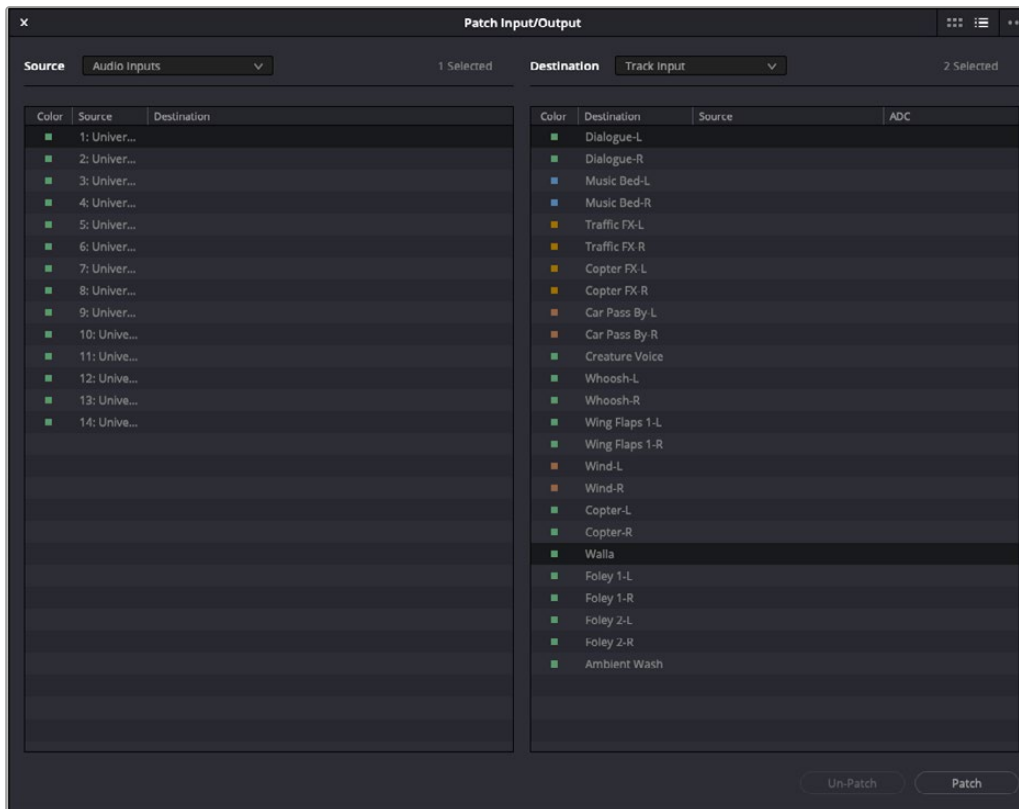 × Patch Input/Output
Source Audio Inputs 1 Selected Destination Track Input 2 Selected
Color Source Destination Color Destination Source ADC
1: Univer... Dialogue-L
2: Univer... Dialogue-R
3: Univer... Music Bed-L
4: Univer... Music Bed-R
5: Univer... Traffic FX-L
6: Univer... Traffic FX-R
7: Univer... Copter FX-L
8: Univer... Copter FX-R
9: Univer... Car Pass By-L
10: Unive... Car Pass By-R
11: Unive... Creature Voice
12: Unive... Whoosh-L
13: Unive... Whoosh-R
14: Unive... Wing Flaps 1-L
Wing Flaps 1-R
Wind-L
Wind-R
Copter-L
Copter-R
Walla
Foley 1-L
Foley 1-R
Foley 2-L
Foley 2-R
Ambient Wash
Un-Patch Patch